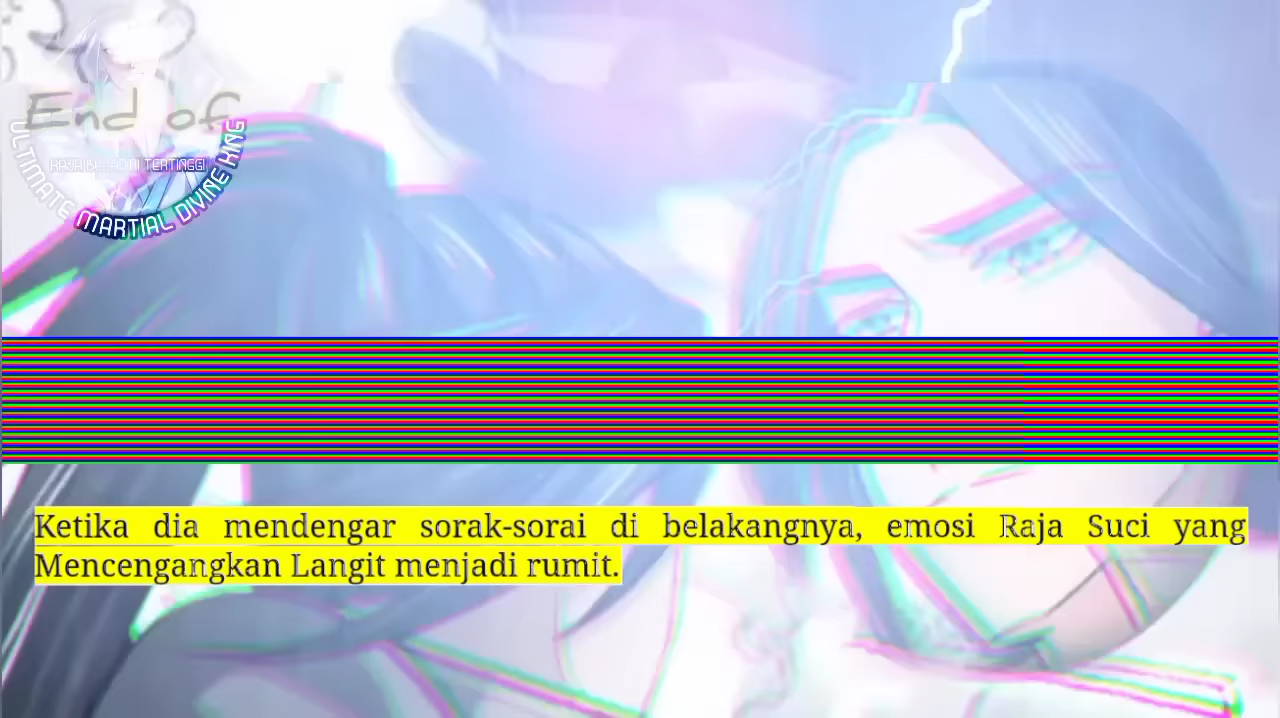 End of
ULTIMATE MARTIAL DIVINE KING
TERTINGGI
Ketika dia mendengar sorak-sorai di belakangnya, emosi Raja Suci yang
Mencengangkan Langit menjadi rumit.